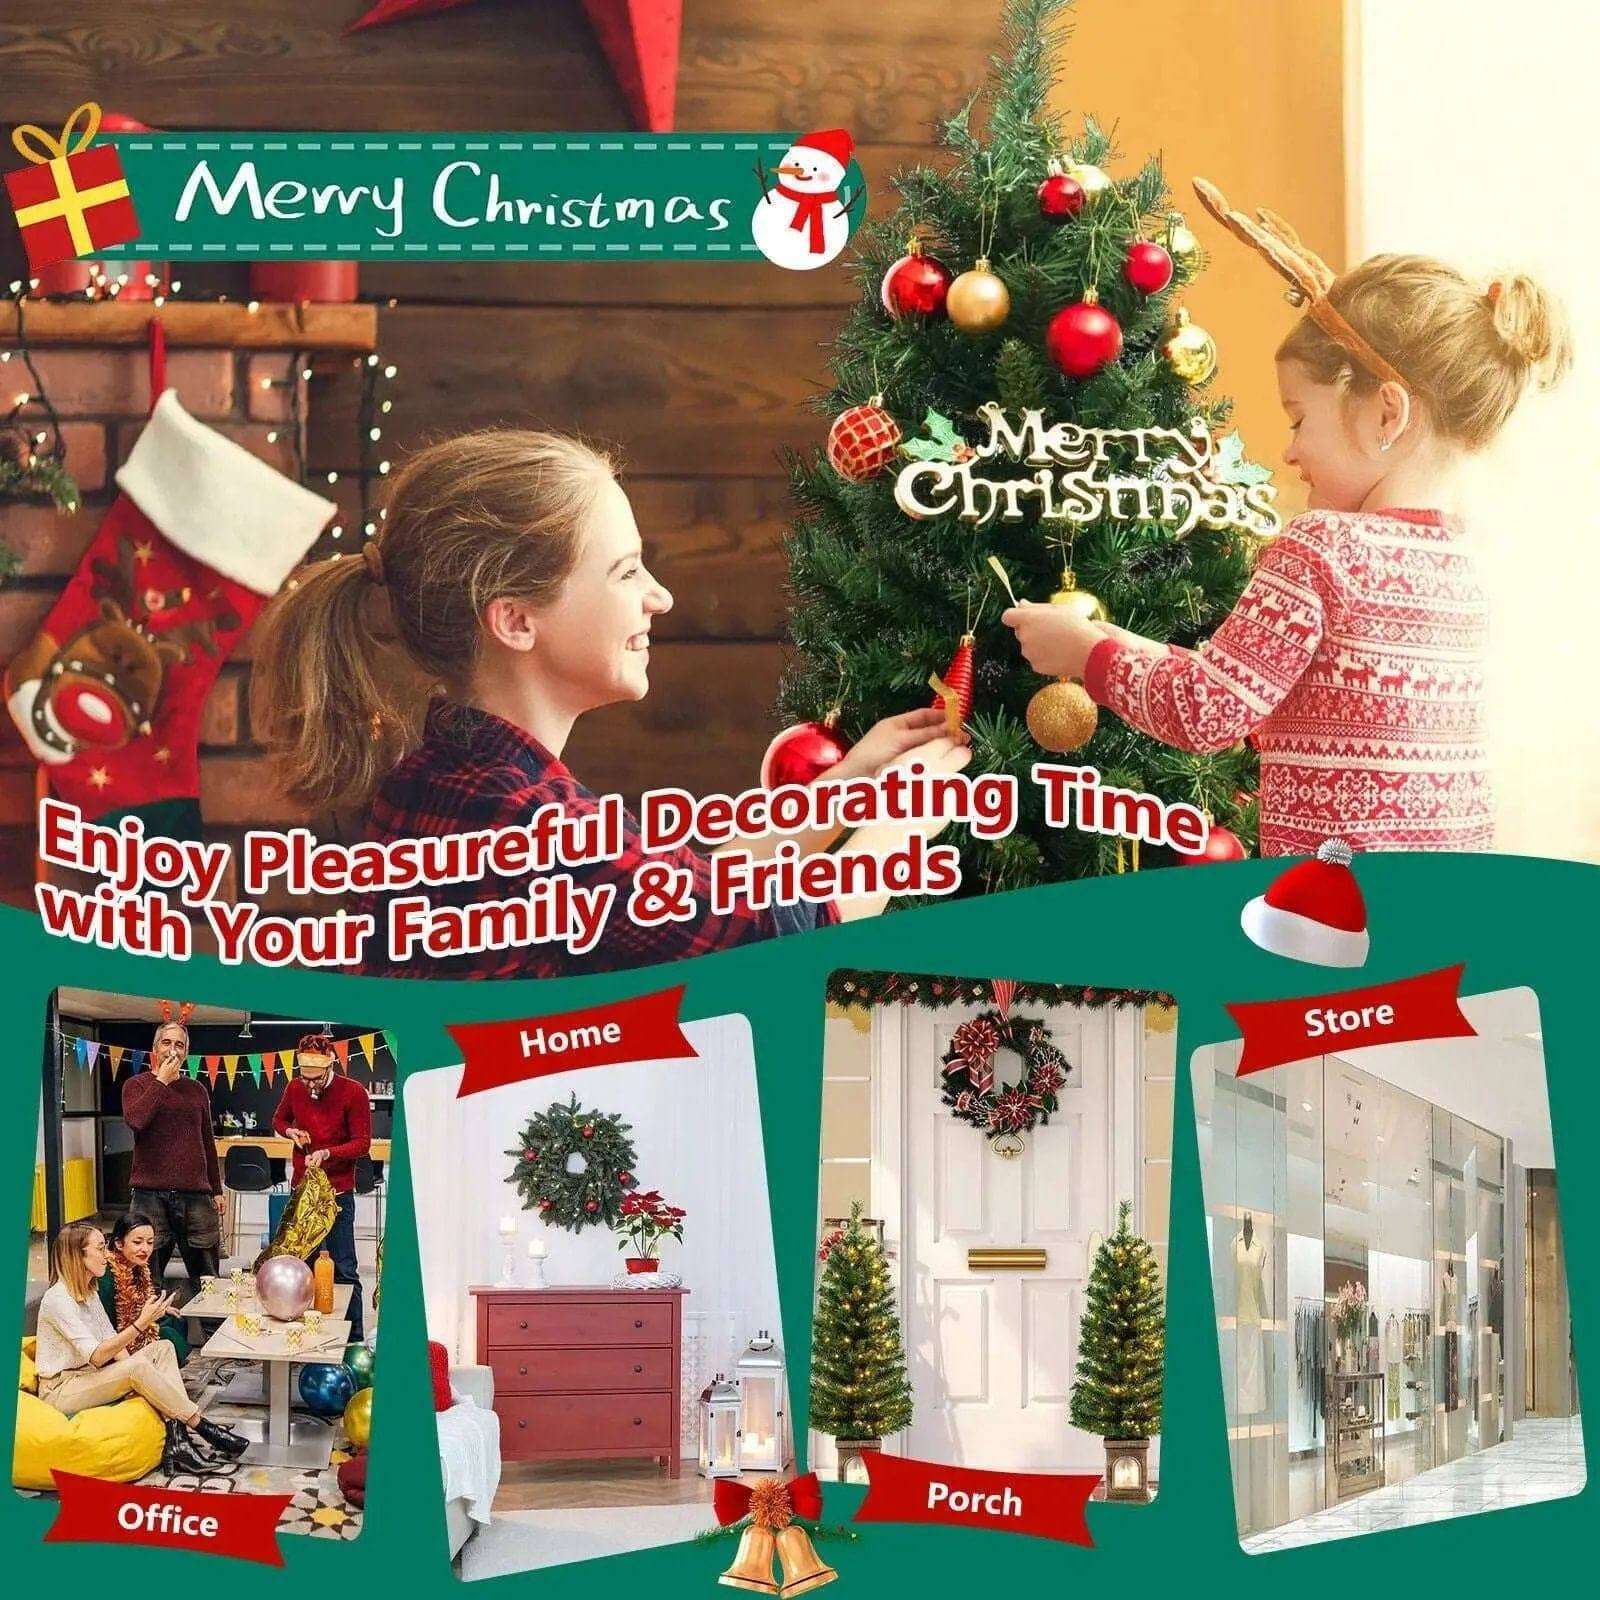 Merry Christmas
Merry
Christmas
Enjoy Pleasureful Decorating Time
with Your Family & Friends
Home
Store
Office
Porch